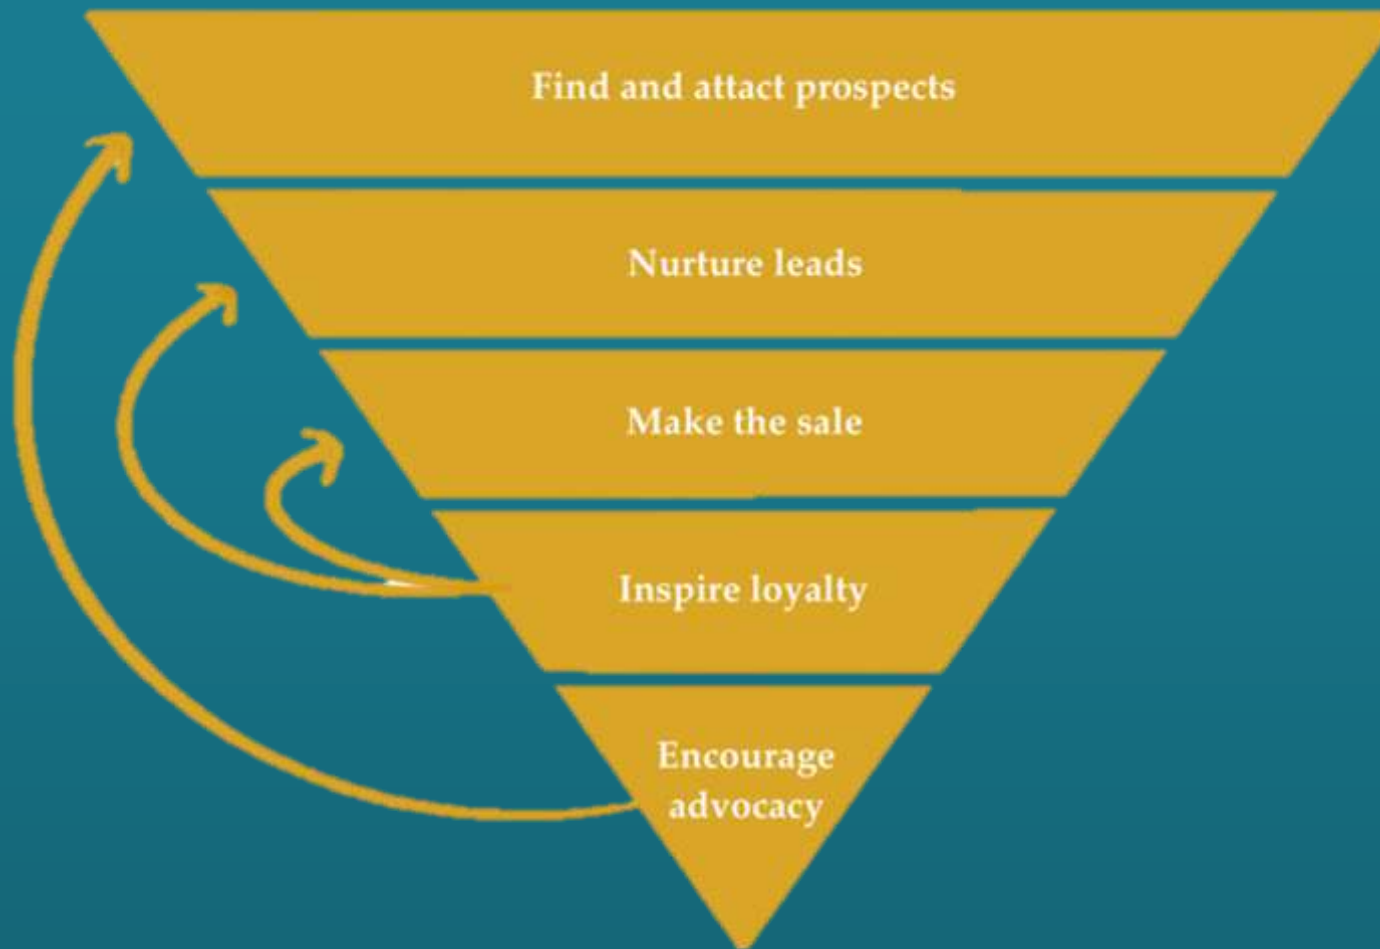 Find and attact prospects
Nurture leads
Make the sale
Inspire loyalty
Encourage
advocacy